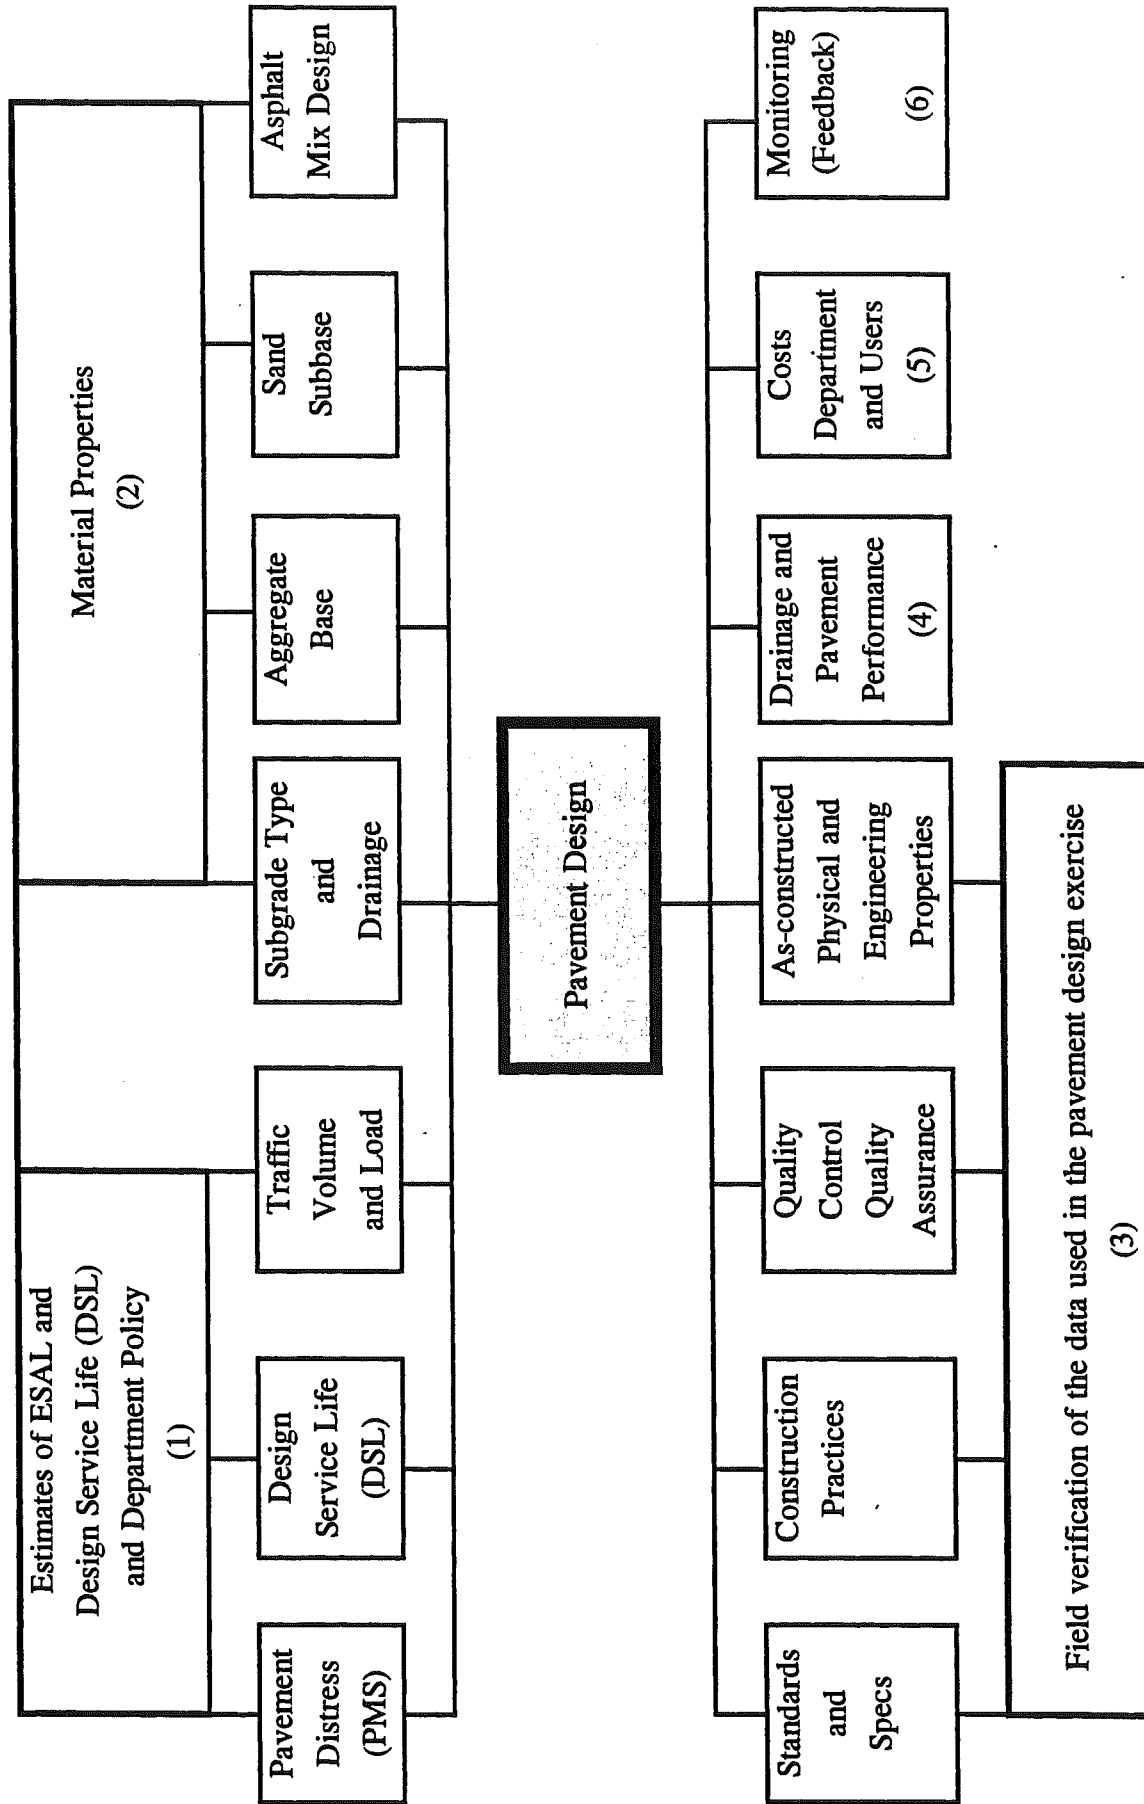 Estimates of ESAL and
Design Service Life (DSL)
and Department Policy
(1)
Material Properties
(2)
Pavement
Distress
(PMS)
Design
Service Life
(DSL)
Traffic
Volume
and Load
Subgrade Type
and
Drainage
Aggregate
Base
Sand
Subbase
Asphalt
Mix Design
Pavement Design
Standards
and
Specs
Construction
Practices
Quality
Control
Quality
Assurance
As-constructed
Physical and
Engineering
Properties
Drainage and
Pavement
Performance
(4)
Costs
Department
and Users
(5)
Monitoring
(Feedback)
(6)
Field verification of the data used in the pavement design exercise
(3)